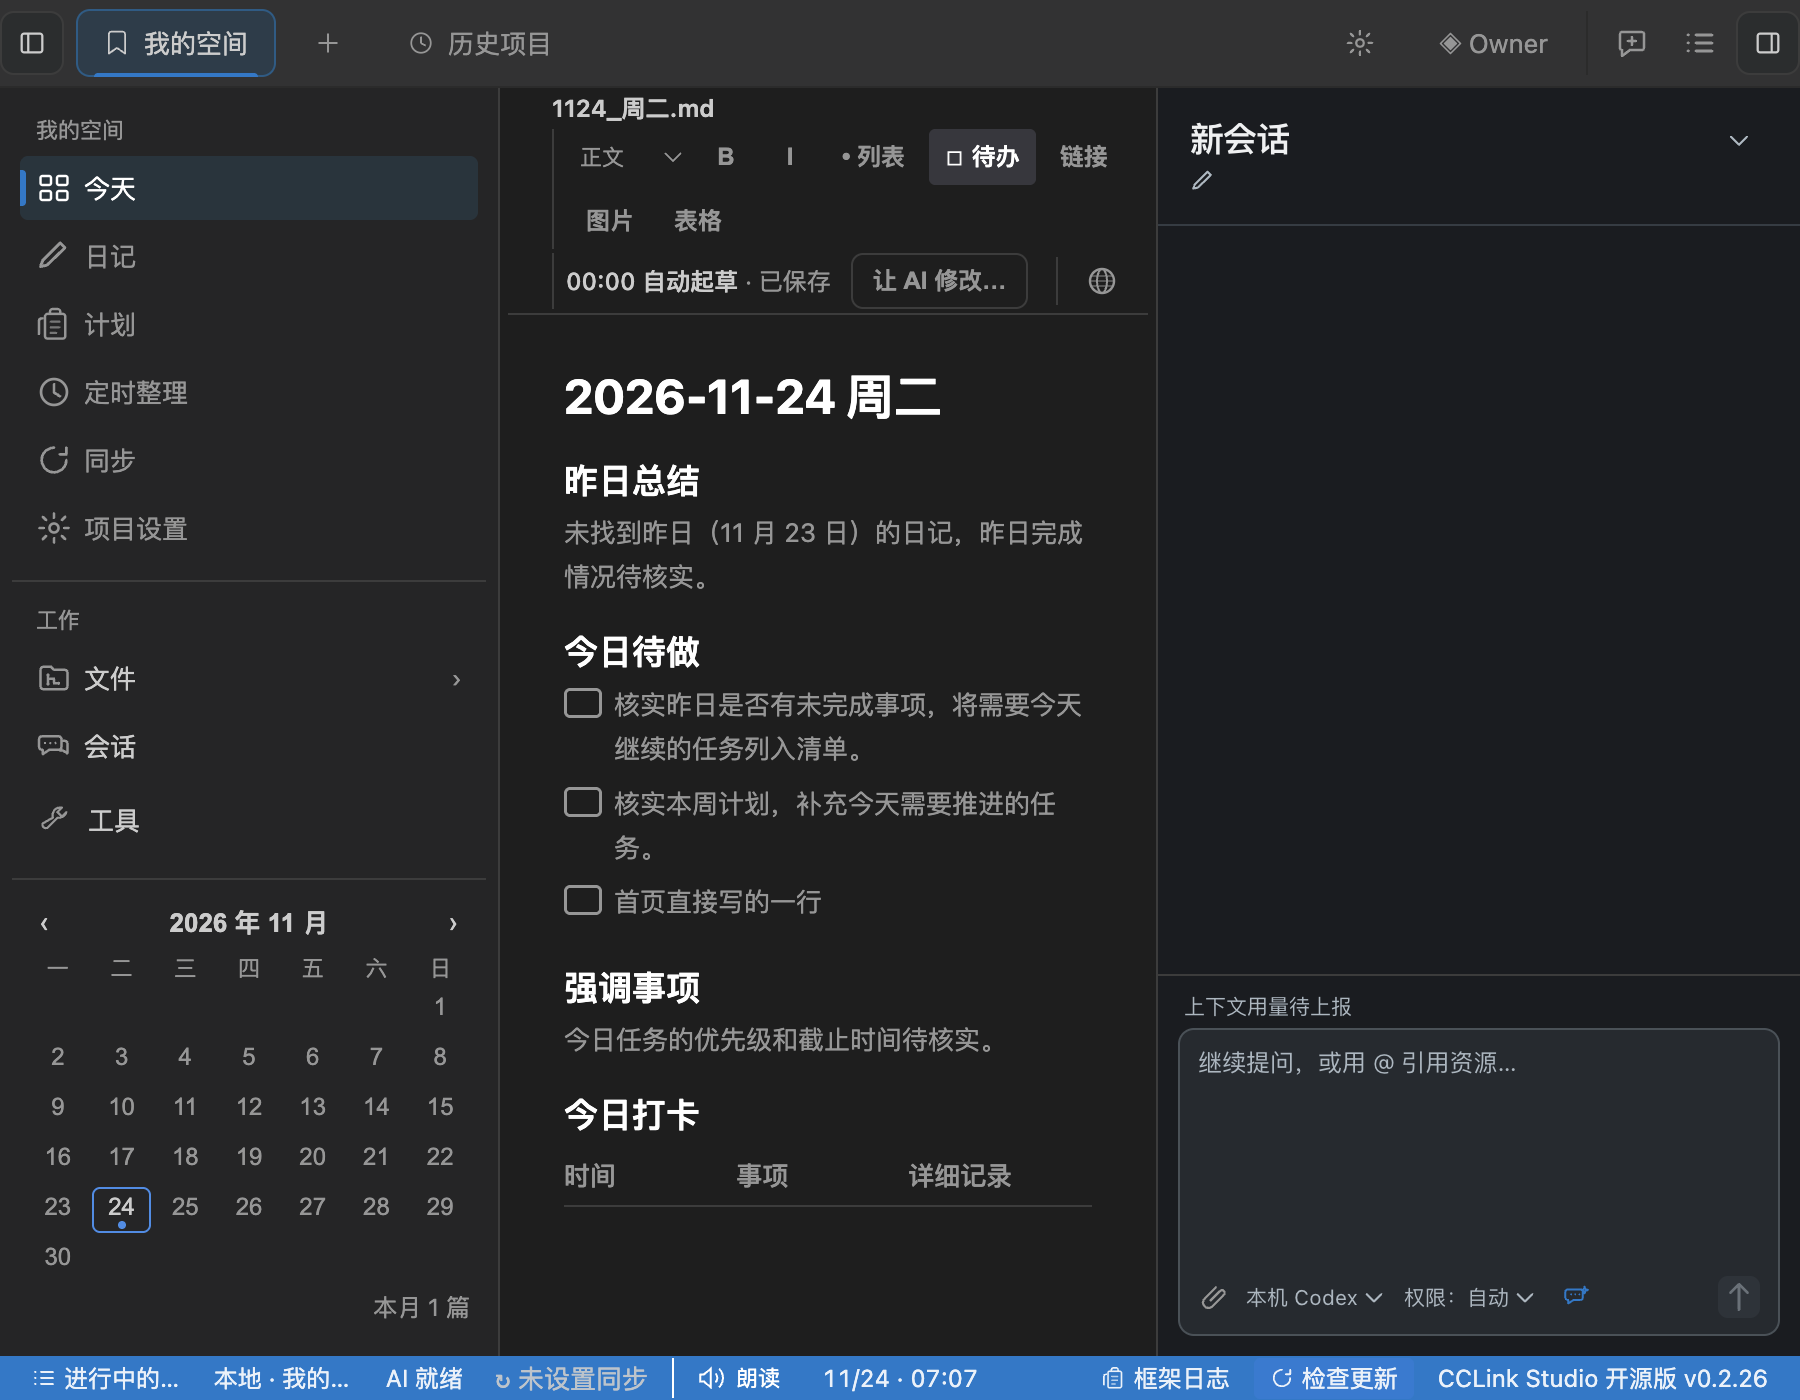 我的空间
历史项目
Owner
我的空间
今天
日记
计划
定时整理
同步
项目设置
工作
文件
会话
工具
2026 年 11 月
一 二 三 四 五 六 日
1
2 3 4 5 6 7 8
9 10 11 12 13 14 15
16 17 18 19 20 21 22
23 24 25 26 27 28 29
30
本月 1 篇
1124_周二.md
正文 B I • 列表 待办 链接
图片 表格
00:00 自动起草 · 已保存 让 AI 修改...
2026-11-24 周二
昨日总结
未找到昨日（11 月 23 日）的日记，昨日完成
情况待核实。
今日待做
核实昨日是否有未完成事项，将需要今天
继续的任务列入清单。
核实本周计划，补充今天需要推进的任
务。
首页直接写的一行
强调事项
今日任务的优先级和截止时间待核实。
今日打卡
时间 事项 详细记录
新会话
上下文用量待上报
继续提问，或用 @ 引用资源...
本机 Codex 权限：自动
进行中的... 本地 · 我的... AI 就绪 未设置同步 朗读 11/24 · 07:07 框架日志 检查更新 CCLink Studio 开源版 v0.2.26